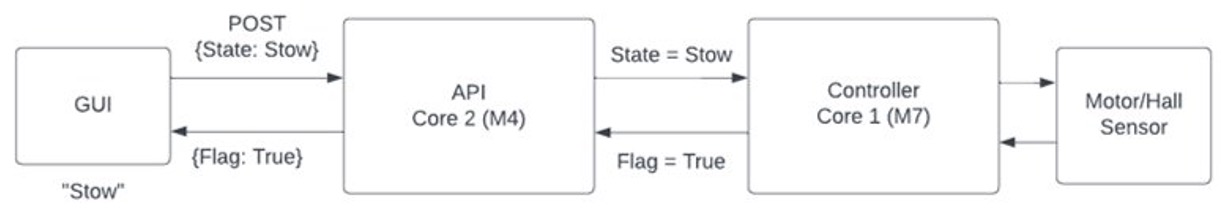 POST
{State: Stow}
GUI
{Flag: True}
"Stow"
API
Core 2 (M4)
State = Stow
Flag = True
Controller
Core 1 (M7)
Motor/Hall
Sensor